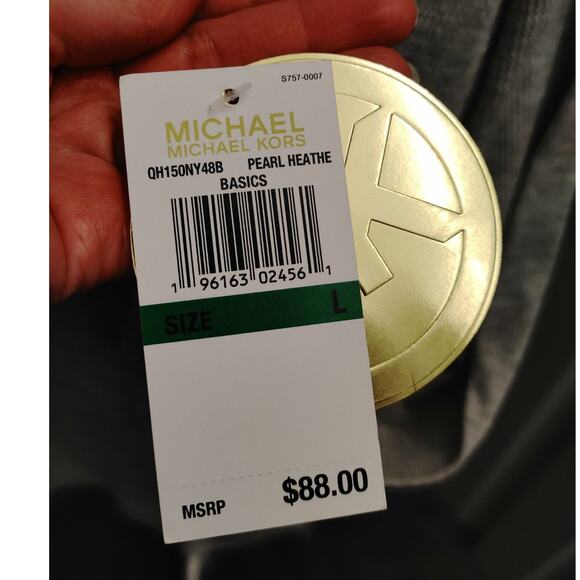 S757-0007
MICHAEL
MICHAEL KORS
QH150NY48B PEARL HEATHE
BASICS
1 96163 02456 1
SIZE L
MSRP $88.00